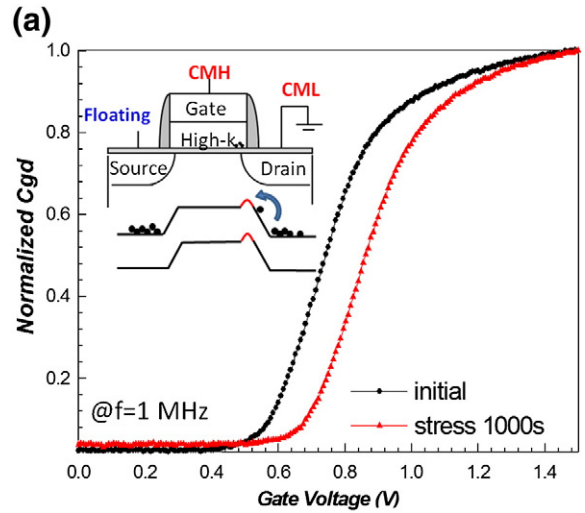 (a)
Normalized Cgd
1.0
0.8
0.6
0.4
0.2
CMH
CML
Floating
Gate
High-k
Source
Drain
@f=1 MHz
initial
stress 1000s
0.0 0.2 0.4 0.6 0.8 1.0 1.2 1.4
Gate Voltage (V)